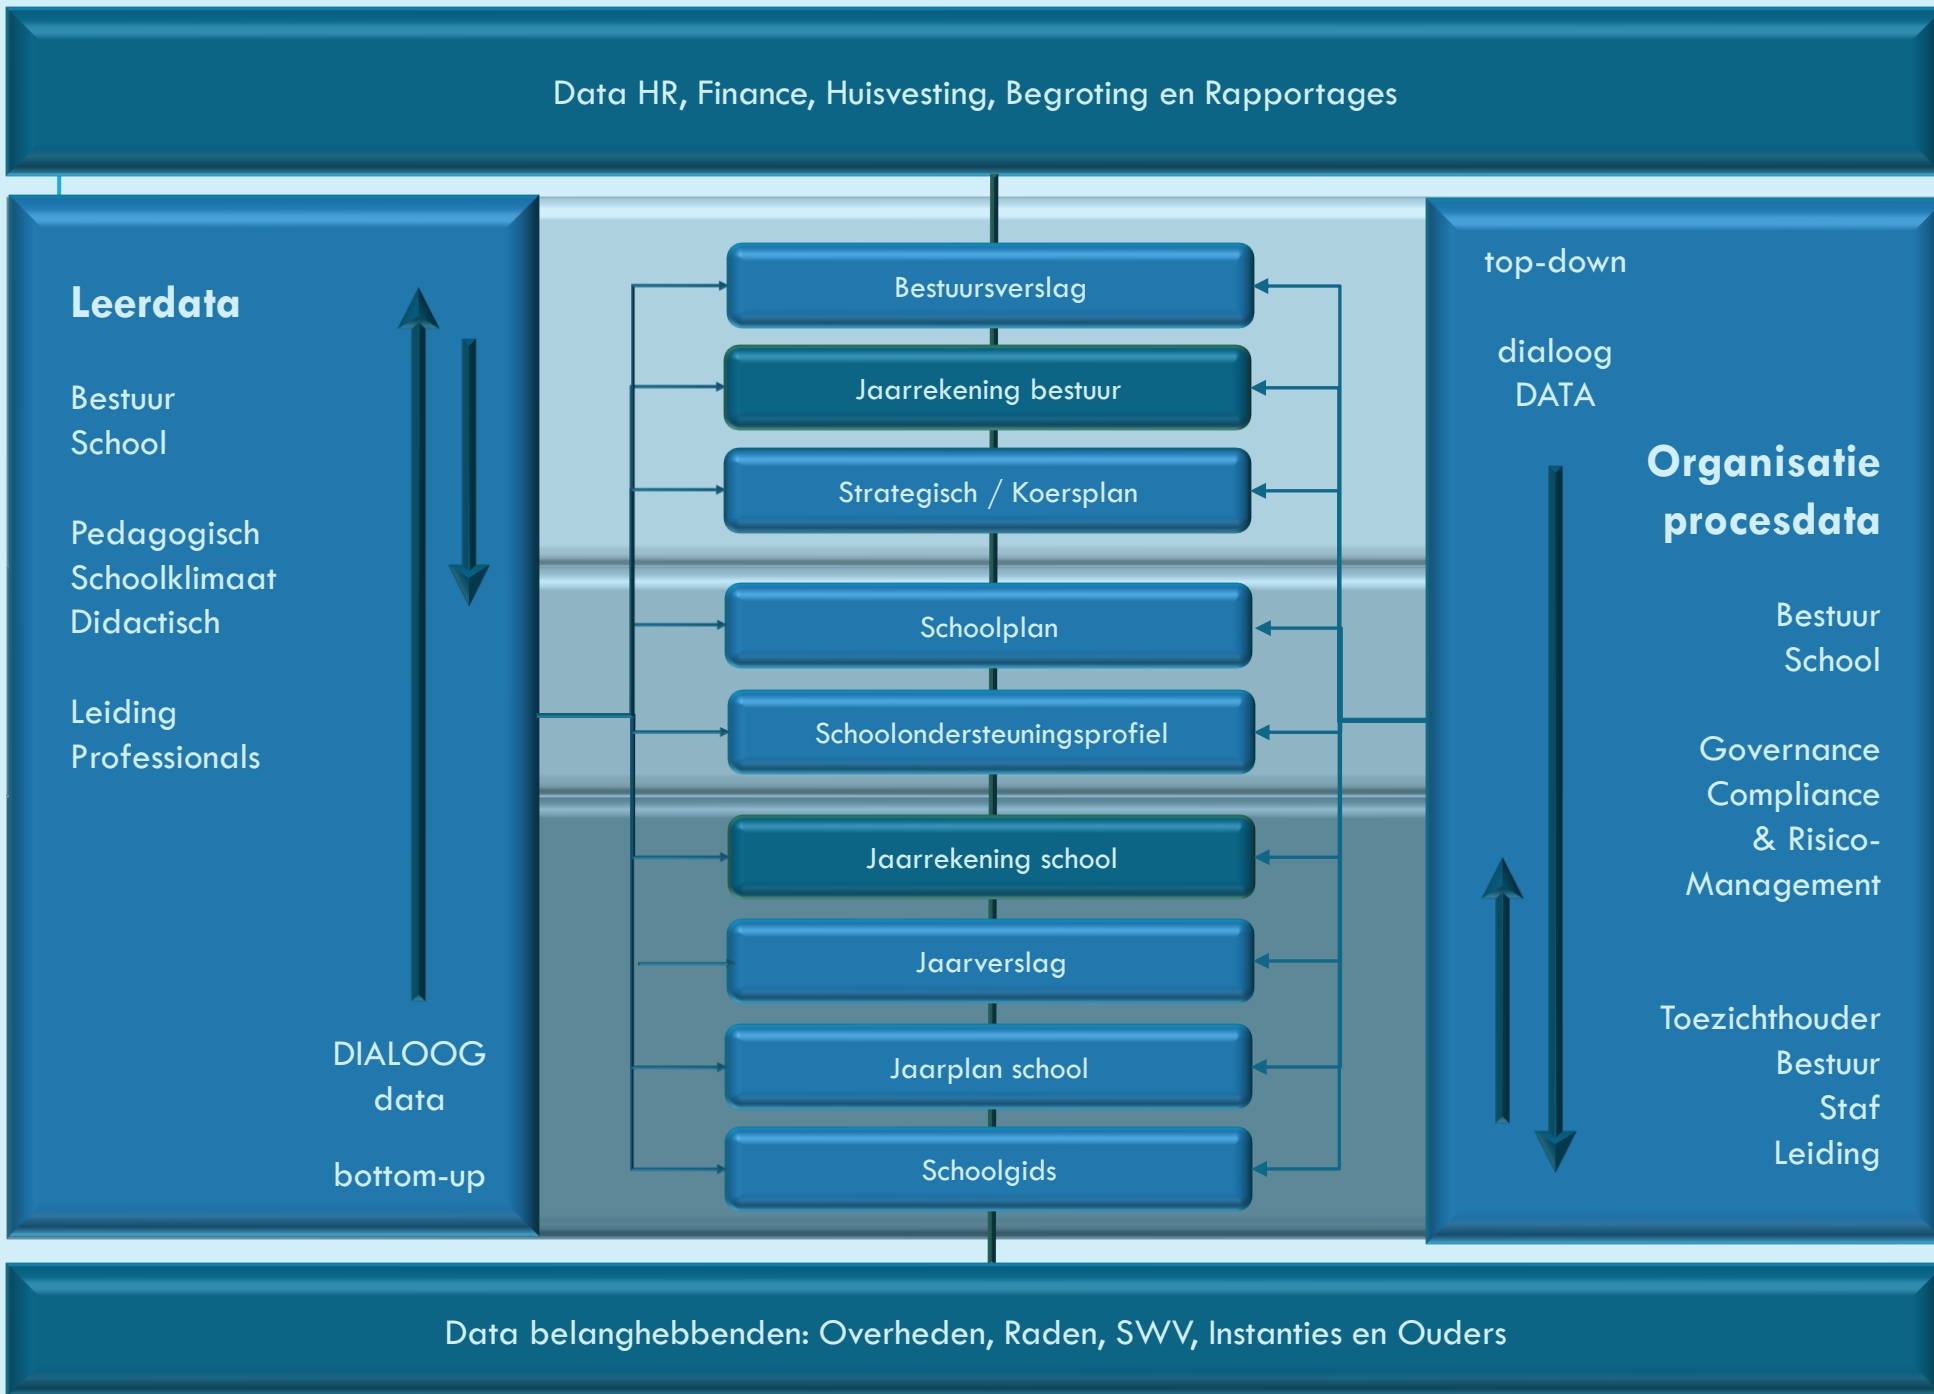 Data HR, Finance, Huisvesting, Begroting en Rapportages
Leerdata
Bestuur
School
Pedagogisch
Schoolklimaat
Didactisch
Leiding
Professionals
DIALOOG
data
bottom-up
Bestuursverslag
Jaarrekening bestuur
Strategisch / Koersplan
Schoolplan
Schoolondersteuningsprofiel
Jaarrekening school
Jaarverslag
Jaarplan school
Schoolgids
top-down
dialoog
DATA
Organisatie
procesdata
Bestuur
School
Governance
Compliance
& Risico-
Management
Toezichthouder
Bestuur
Staf
Leiding
Data belanghebbenden: Overheden, Raden, SWV, Instanties en Ouders